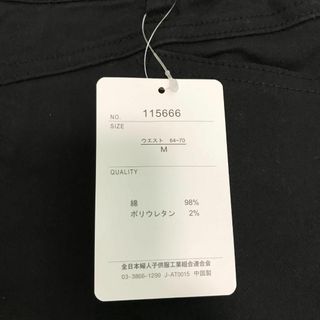 NO. 115666
SIZE
ウエスト 64-70
M
QUALITY
綿 98%
ポリウレタン 2%
全日本婦人子供服工業組合連合会
03-3866-1290 J-AT0015 中国製